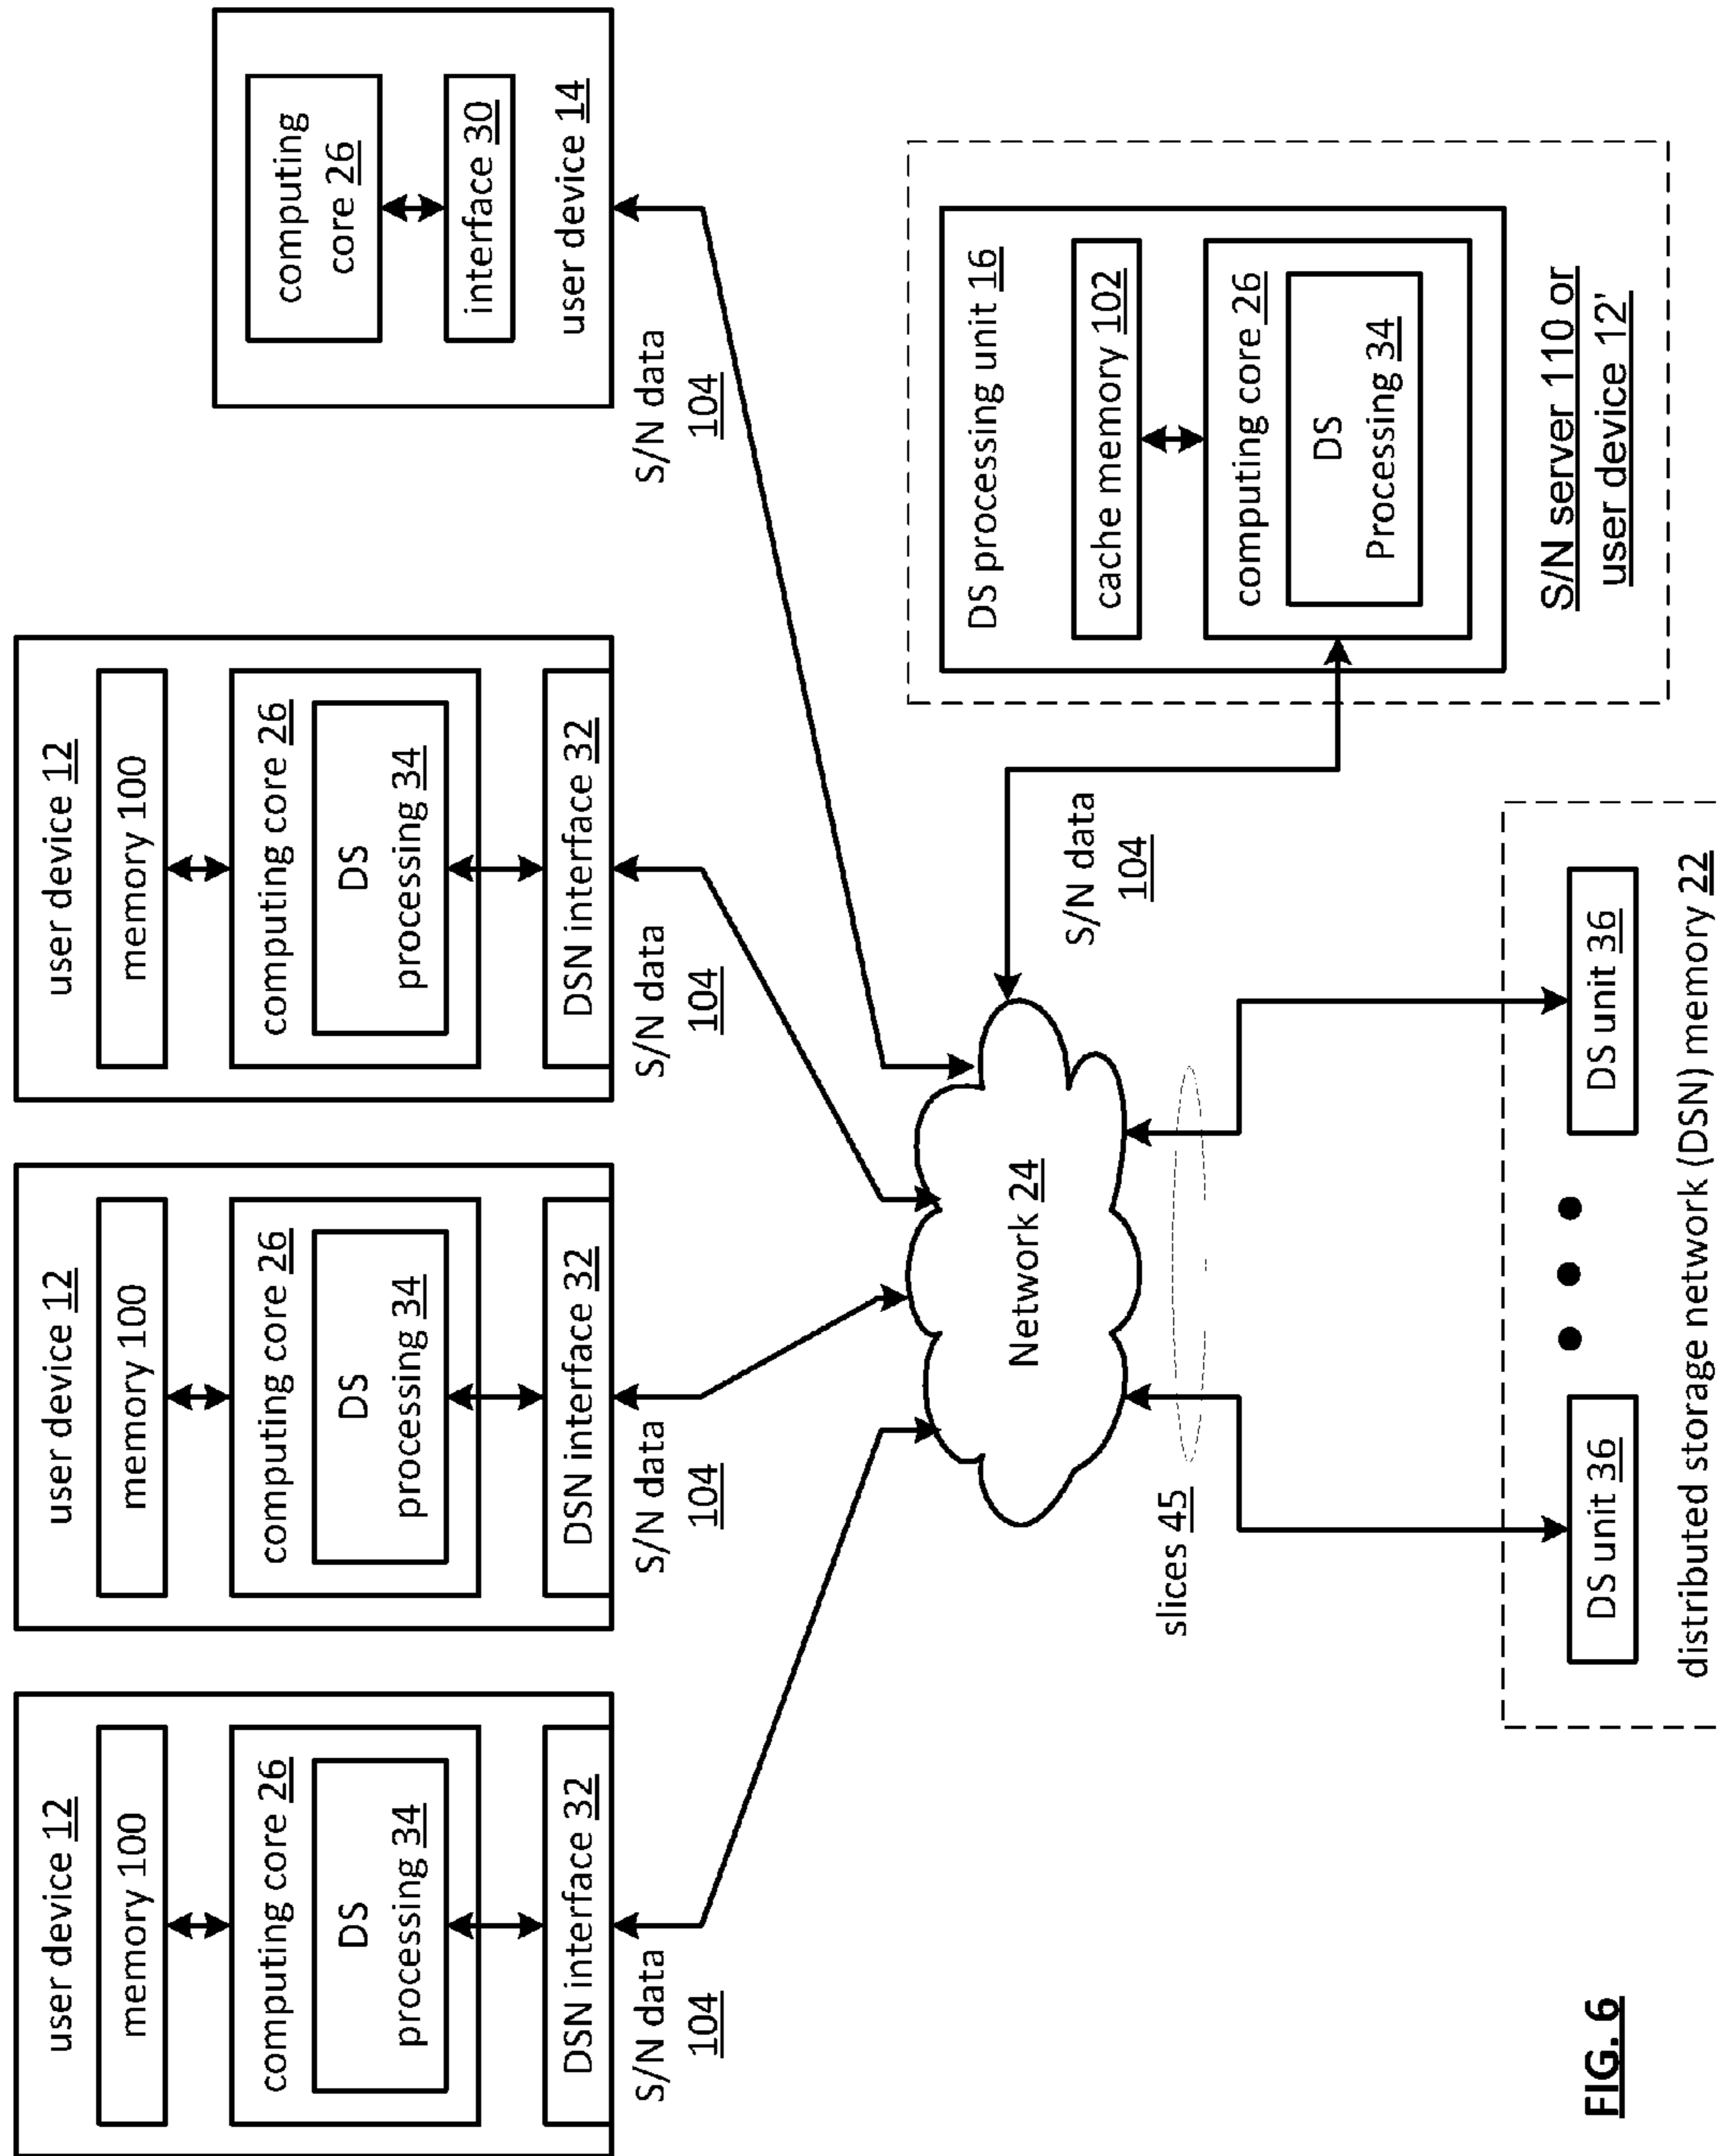 user device 12
memory 100
computing core 26
DS
processing 34
DSN interface 32
S/N data
104
user device 12
memory 100
computing core 26
DS
processing 34
DSN interface 32
S/N data
104
user device 12
memory 100
computing core 26
DS
processing 34
DSN interface 32
S/N data
104
computing
core 26
interface 30
user device 14
S/N data
104
Network 24
slices 45
S/N data
104
DS processing unit 16
cache memory 102
computing core 26
DS
Processing 34
S/N server 110 or
user device 12'
DS unit 36
DS unit 36
distributed storage network (DSN) memory 22
FIG. 6